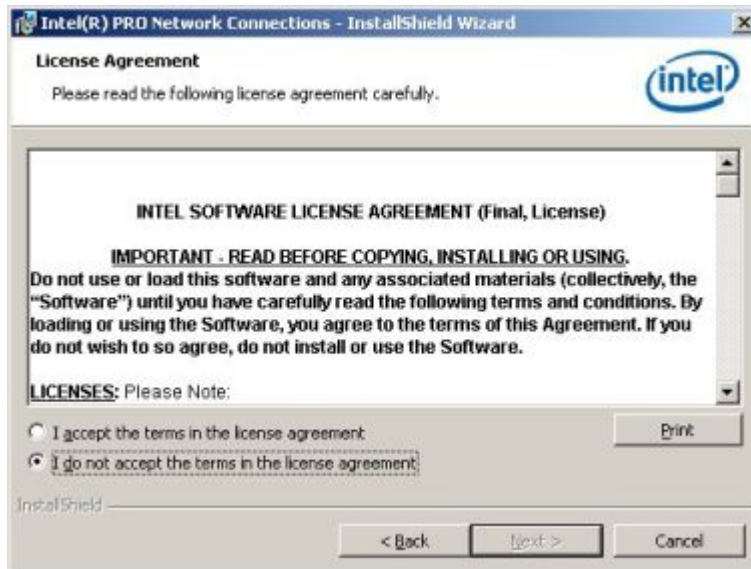 Intel(R) PRO Network Connections - InstallShield Wizard
License Agreement
Please read the following license agreement carefully.
intel
INTEL SOFTWARE LICENSE AGREEMENT (Final, License)
IMPORTANT - READ BEFORE COPYING, INSTALLING OR USING.
Do not use or load this software and any associated materials (collectively, the
“Software”) until you have carefully read the following terms and conditions. By
loading or using the Software, you agree to the terms of this Agreement. If you
do not wish to so agree, do not install or use the Software.
LICENSES: Please Note:
I accept the terms in the license agreement
Print
I do not accept the terms in the license agreement
InstallShield
< Back
Next >
Cancel